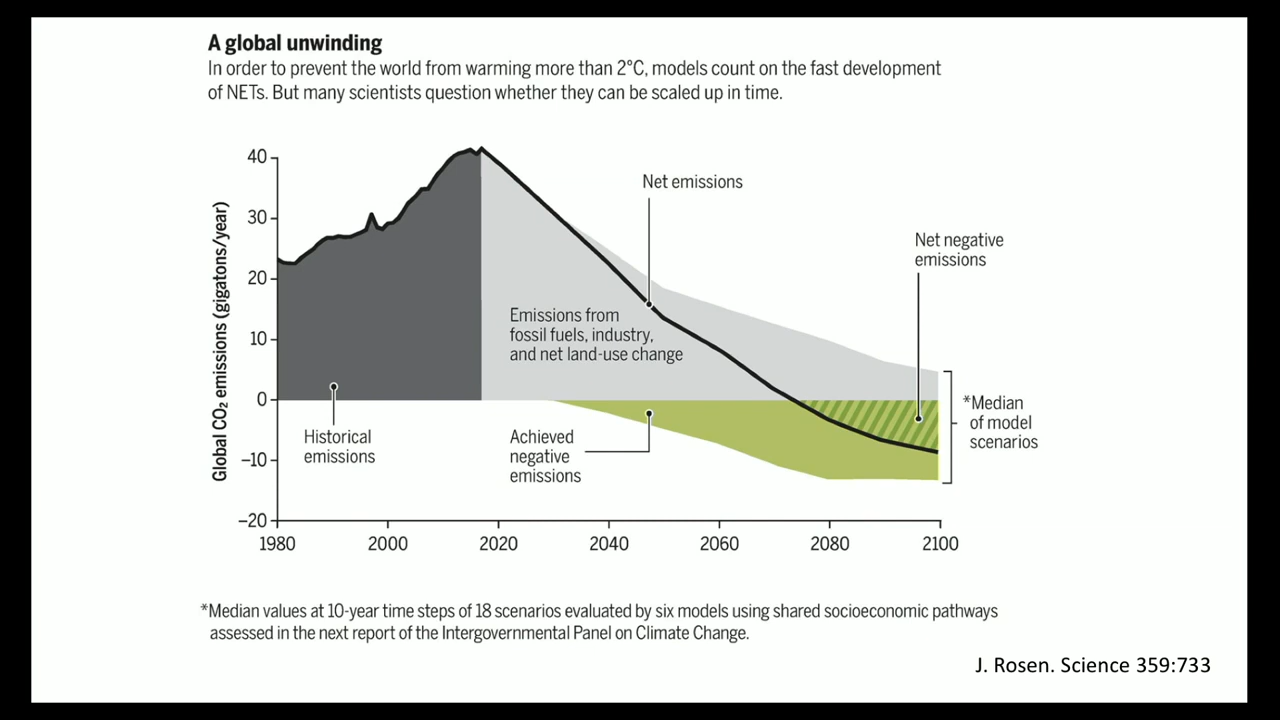 A global unwinding
In order to prevent the world from warming more than 2°C, models count on the fast development
of NETs. But many scientists question whether they can be scaled up in time.
Global CO₂ emissions (gigatons/year)
40
30
20
10
0
−10
−20
1980
2000
2020
2040
2060
2080
2100
Net emissions
Net negative
emissions
Emissions from
fossil fuels, industry,
and net land-use change
Historical
emissions
Achieved
negative
emissions
*Median
of model
scenarios
*Median values at 10-year time steps of 18 scenarios evaluated by six models using shared socioeconomic pathways
assessed in the next report of the Intergovernmental Panel on Climate Change.
J. Rosen. Science 359:733